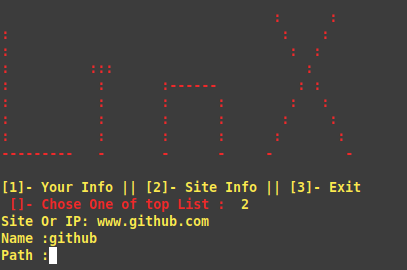 LinX
[1]- Your Info || [2]- Site Info || [3]- Exit
[]- Chose One of top List : 2
Site Or IP: www.github.com
Name :github
Path :